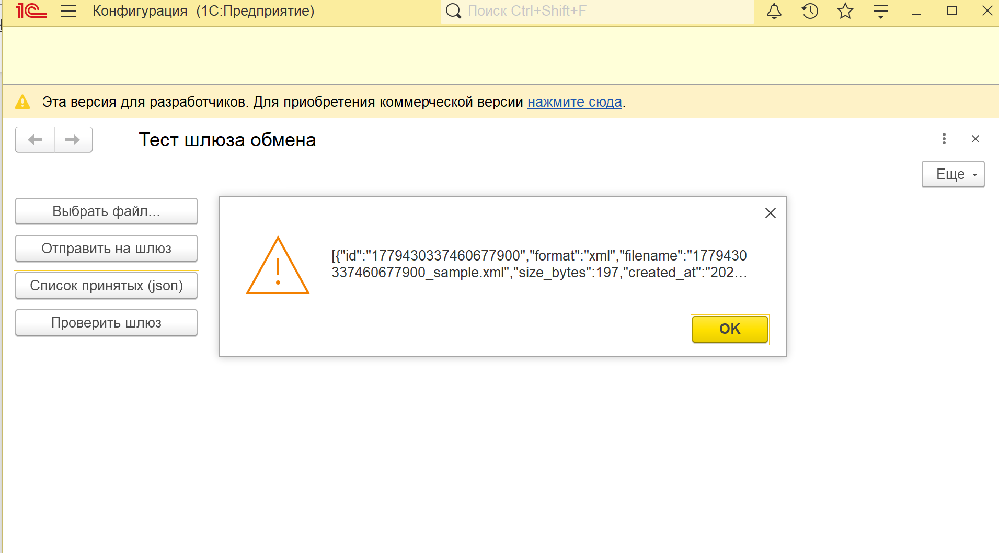 1С Конфигурация (1С:Предприятие) Поиск Ctrl+Shift+F
Эта версия для разработчиков. Для приобретения коммерческой версии нажмите сюда.
Тест шлюза обмена
Еще
Выбрать файл...
Отправить на шлюз
Список принятых (json)
Проверить шлюз
[{"id":"1779430337460677900","format":"xml","filename":"1779430
337460677900_sample.xml","size_bytes":197,"created_at":"202...
OK